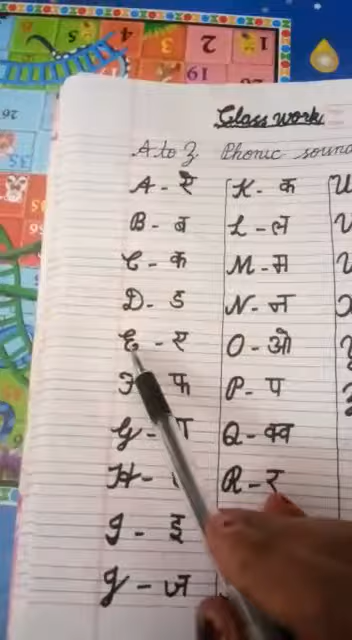 Class work
A to Z Phonic sound
A - ऐ
B - ब
C - क
D - ड
E - ए
F - फ
G -
H -
I - ई
J - ज
K - क
L - ल
M - म
N - न
O - ओ
P - प
Q - क्व
R - र